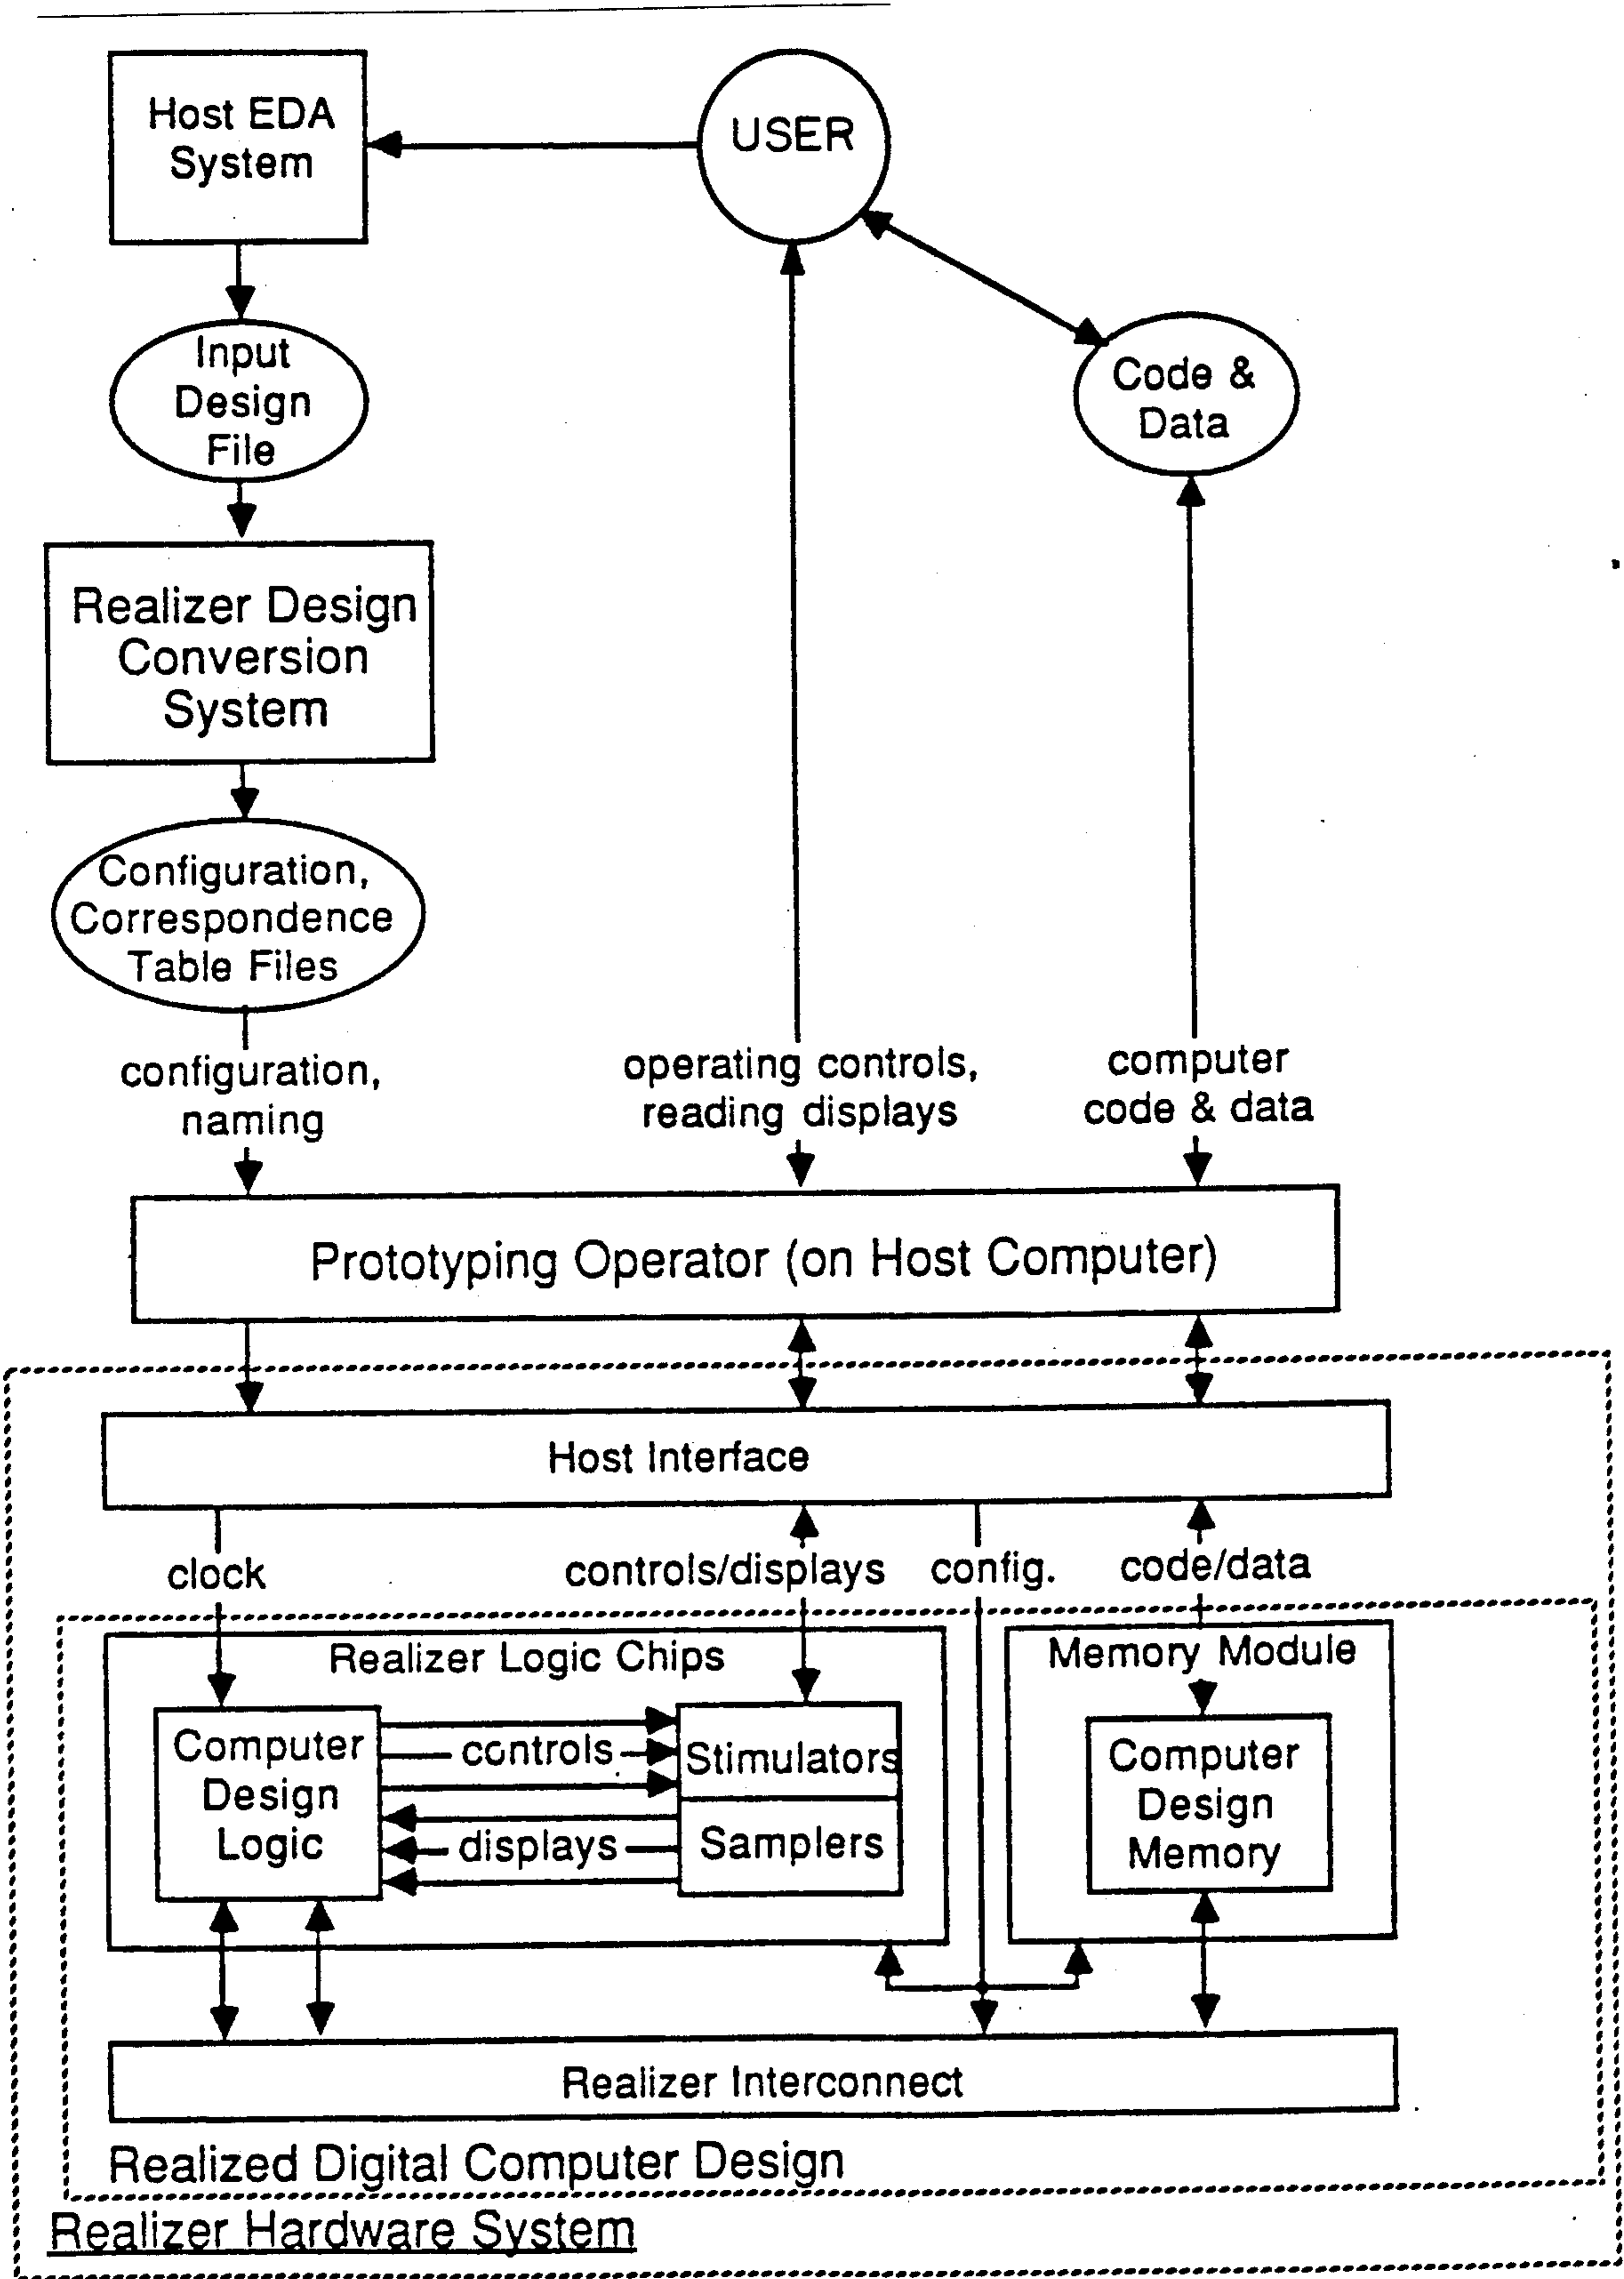 Host EDA
System
USER
Input
Design
File
Code &
Data
Realizer Design
Conversion
System
Configuration,
Correspondence
Table Files
configuration,
naming
operating controls,
reading displays
computer
code & data
Prototyping Operator (on Host Computer)
Host Interface
clock
controls/displays
config.
code/data
Realizer Logic Chips
Memory Module
Computer
Design
Logic
controls
displays
Stimulators
Samplers
Computer
Design
Memory
Realizer Interconnect
Realized Digital Computer Design
Realizer Hardware System